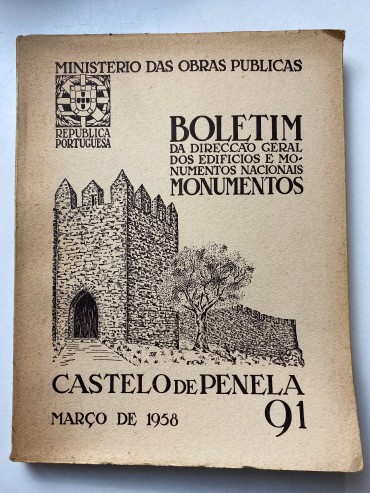 MINISTERIO DAS OBRAS PUBLICAS
REPUBLICA
PORTUGUESA
BOLETIM
DA DIRECCÃO GERAL
DOS EDIFICIOS E MO-
NUMENTOS NACIONAIS
MONUMENTOS
CASTELO DE PENELA
MARÇO DE 1958
91